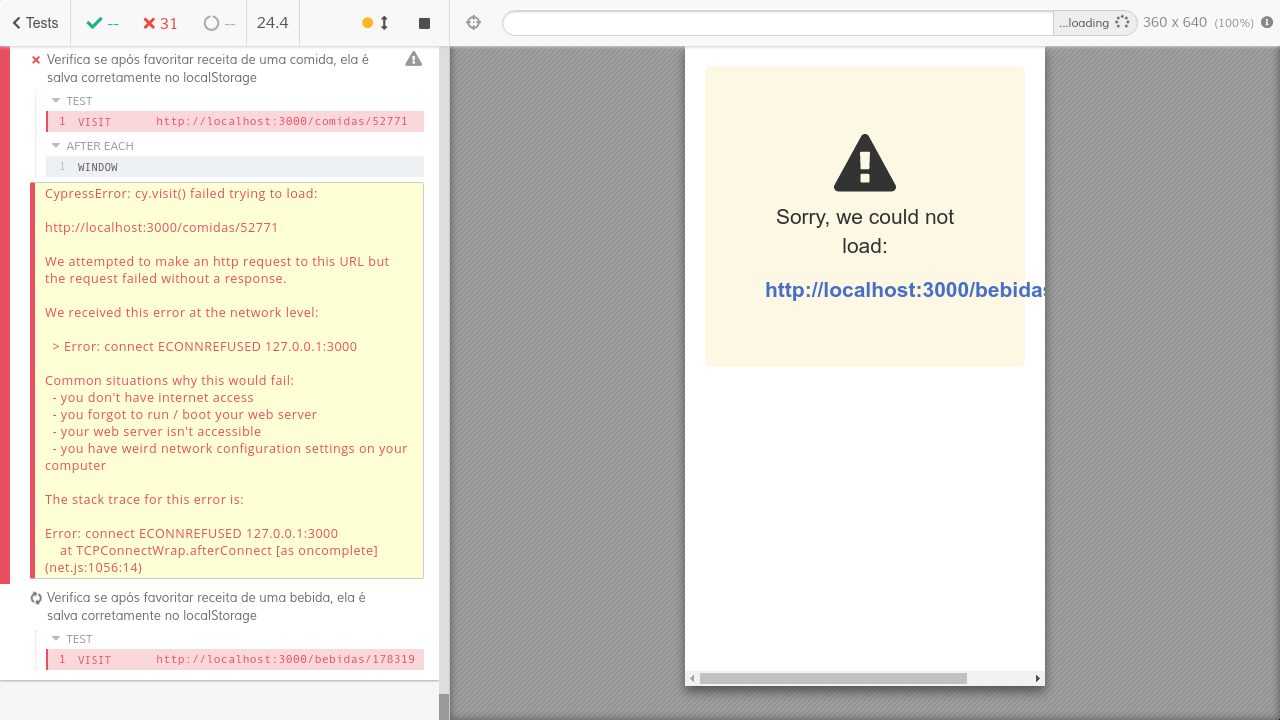 Tests
--
31
--
24.4
...loading
360 x 640 (100%)
Verifica se após favoritar receita de uma comida, ela é
salva corretamente no localStorage
TEST
1 VISIT http://localhost:3000/comidas/52771
AFTER EACH
1 WINDOW
CypressError: cy.visit() failed trying to load:
http://localhost:3000/comidas/52771
We attempted to make an http request to this URL but
the request failed without a response.
We received this error at the network level:
> Error: connect ECONNREFUSED 127.0.0.1:3000
Common situations why this would fail:
- you don't have internet access
- you forgot to run / boot your web server
- your web server isn't accessible
- you have weird network configuration settings on your
computer
The stack trace for this error is:
Error: connect ECONNREFUSED 127.0.0.1:3000
at TCPConnectWrap.afterConnect [as oncomplete]
(net.js:1056:14)
Verifica se após favoritar receita de uma bebida, ela é
salva corretamente no localStorage
TEST
1 VISIT http://localhost:3000/bebidas/178319
Sorry, we could not
load:
http://localhost:3000/bebidas